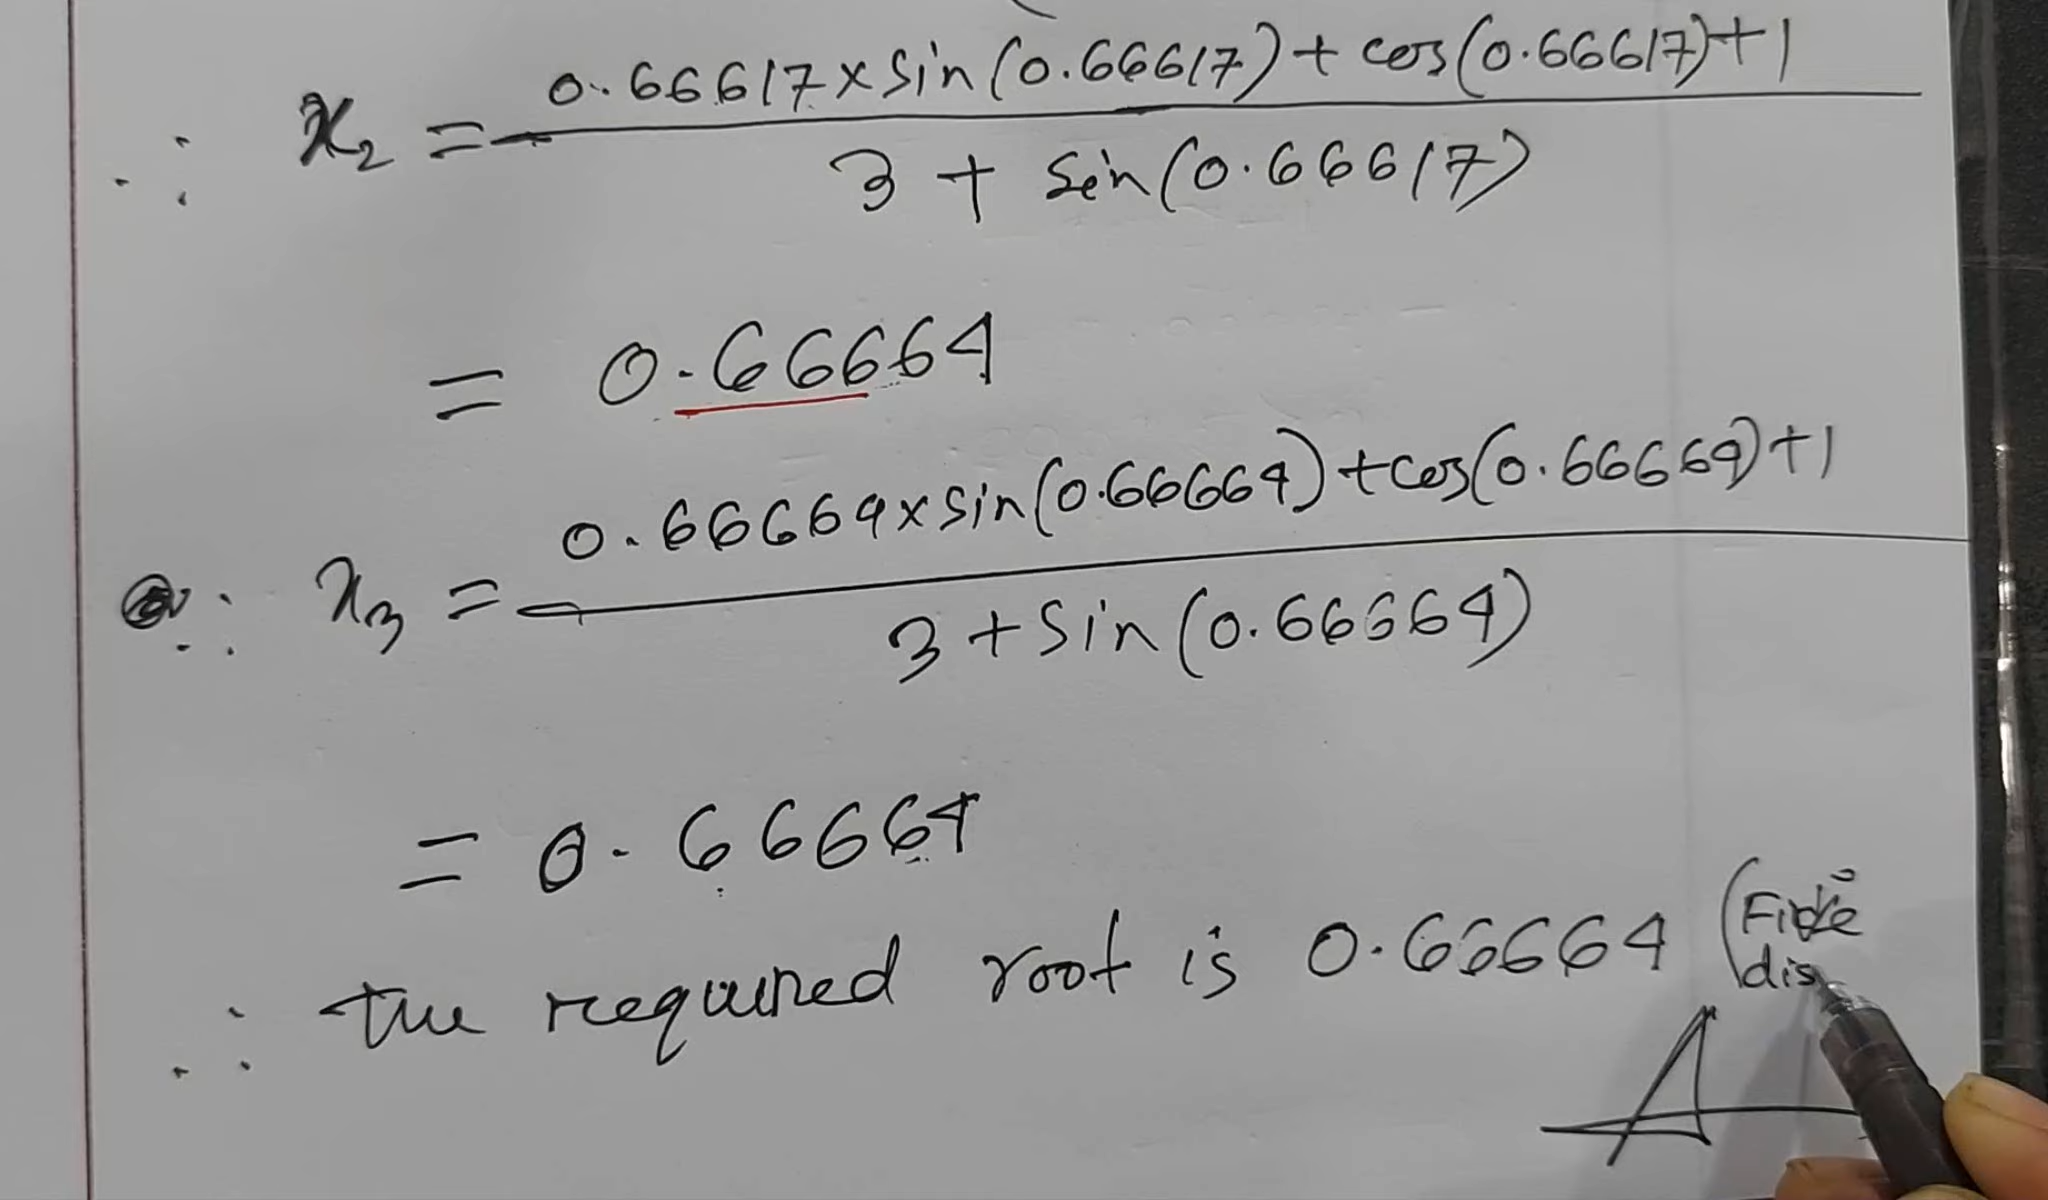 ∴ x₂ = (0.66617 × sin(0.66617) + cos(0.66617) + 1) / (3 + sin(0.66617))
= 0.66664
∴ x₃ = (0.66664 × sin(0.66664) + cos(0.66664) + 1) / (3 + sin(0.66664))
= 0.66664
∴ the required root is 0.66664 (Five
dis